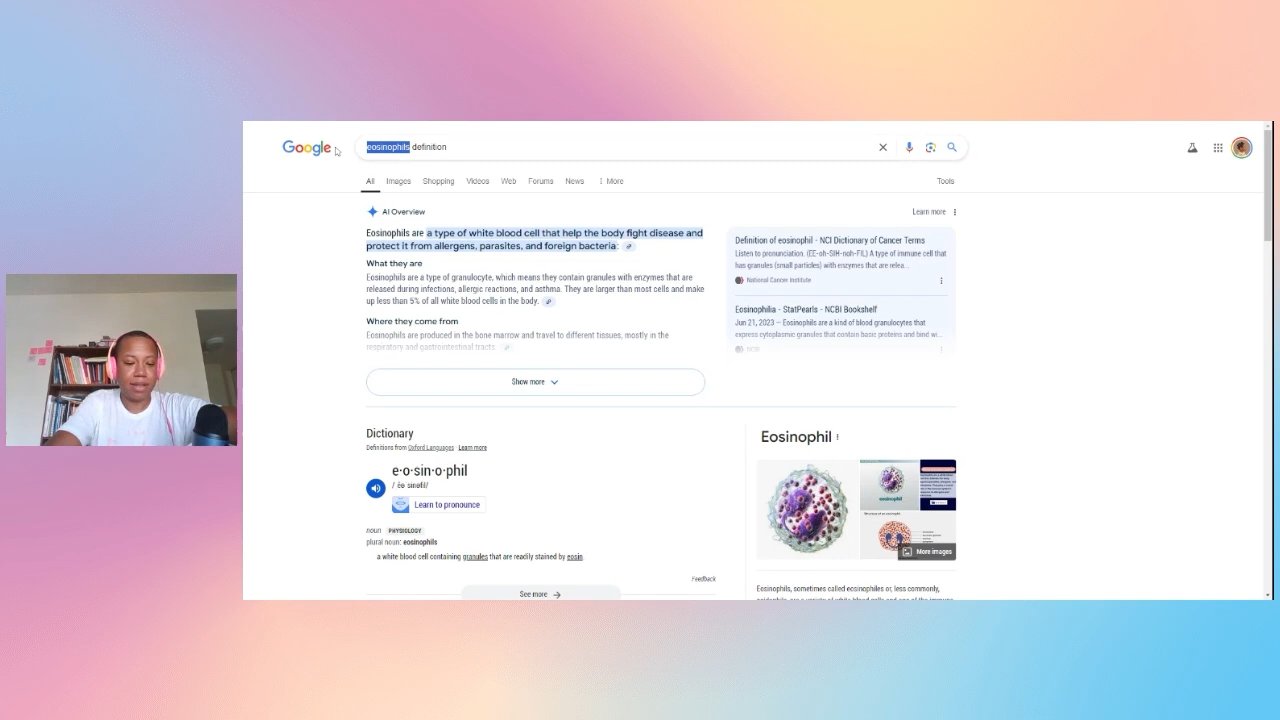 Google
eosinophils definition
All Images Shopping Videos Web Forums News More Tools
AI Overview
Learn more
Eosinophils are a type of white blood cell that help the body fight disease and
protect it from allergens, parasites, and foreign bacteria:
What they are
Eosinophils are a type of granulocyte, which means they contain granules with enzymes that are
released during infections, allergic reactions, and asthma. They are larger than most cells and make
up less than 5% of all white blood cells in the body.
Where they come from
Eosinophils are produced in the bone marrow and travel to different tissues, mostly in the
respiratory and gastrointestinal tracts.
Show more
Definition of eosinophil - NCI Dictionary of Cancer Terms
Listen to pronunciation. (EE-oh-SIH-noh-FIL) A type of immune cell that
has granules (small particles) with enzymes that are relea...
National Cancer Institute
Eosinophilia - StatPearls - NCBI Bookshelf
Jun 21, 2023 — Eosinophils are a kind of blood granulocytes that
express cytoplasmic granules that contain basic proteins and bind wi...
NCBI
Dictionary
Definitions from Oxford Languages · Learn more
e·o·sin·o·phil
Learn to pronounce
noun PHYSIOLOGY
plural noun: eosinophils
a white blood cell containing granules that are readily stained by eosin.
Feedback
See more
Eosinophil
eosinophil
More images
Eosinophils, sometimes called eosinophiles or, less commonly,